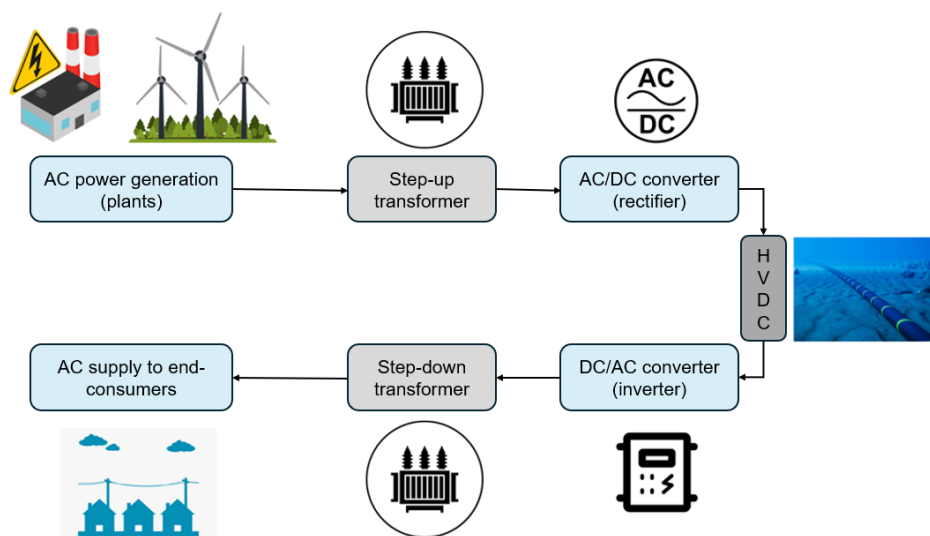 AC
DC
AC power generation
(plants)
Step-up
transformer
AC/DC converter
(rectifier)
H
V
D
C
AC supply to end-
consumers
Step-down
transformer
DC/AC converter
(inverter)